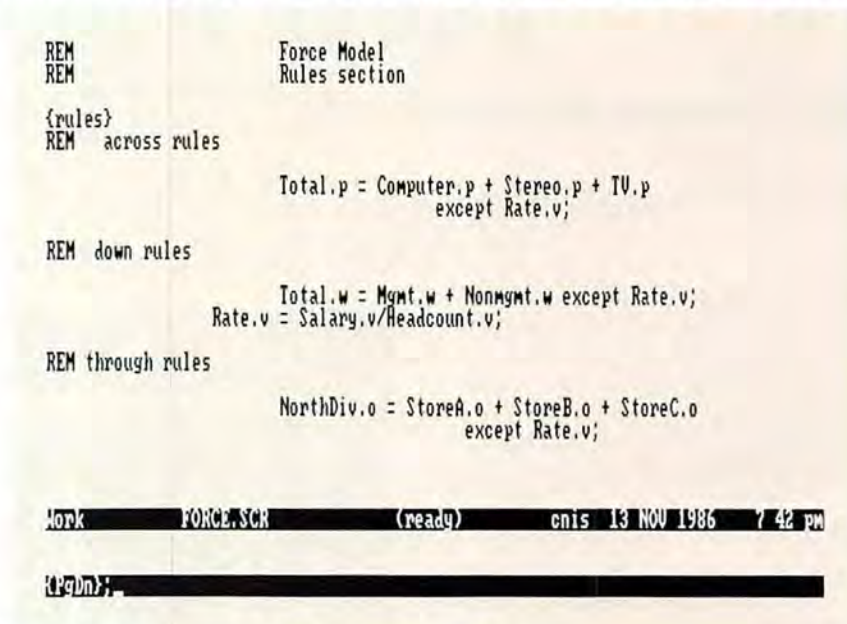 REM Force Model
REM Rules section
{rules}
REM across rules
Total.p = Computer.p + Stereo.p + TV.p
except Rate.v;
REM down rules
Total.w = Mgmt.w + Nonmgmt.w except Rate.v;
Rate.v = Salary.v/Headcount.v;
REM through rules
NorthDiv.o = StoreA.o + StoreB.o + StoreC.o
except Rate.v;
Work FORCE.SCR (ready) cnis 13 NOV 1986 7 42 pm
{PgDn};_